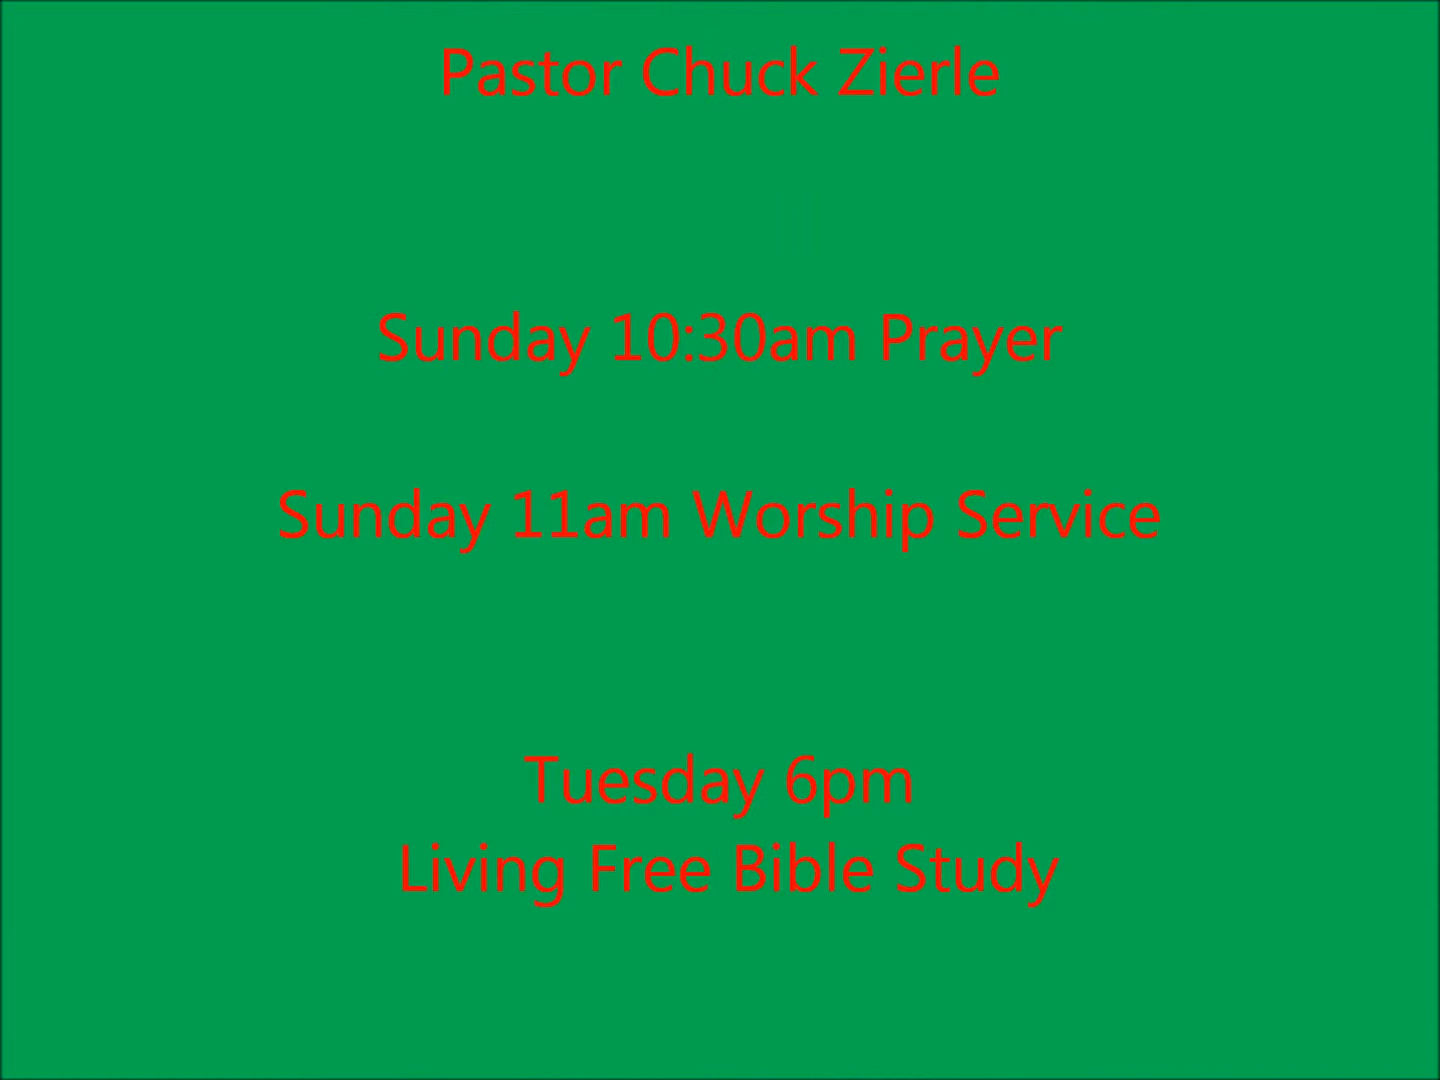 Pastor Chuck Zierle
Sunday 10:30am Prayer
Sunday 11am Worship Service
Tuesday 6pm
Living Free Bible Study